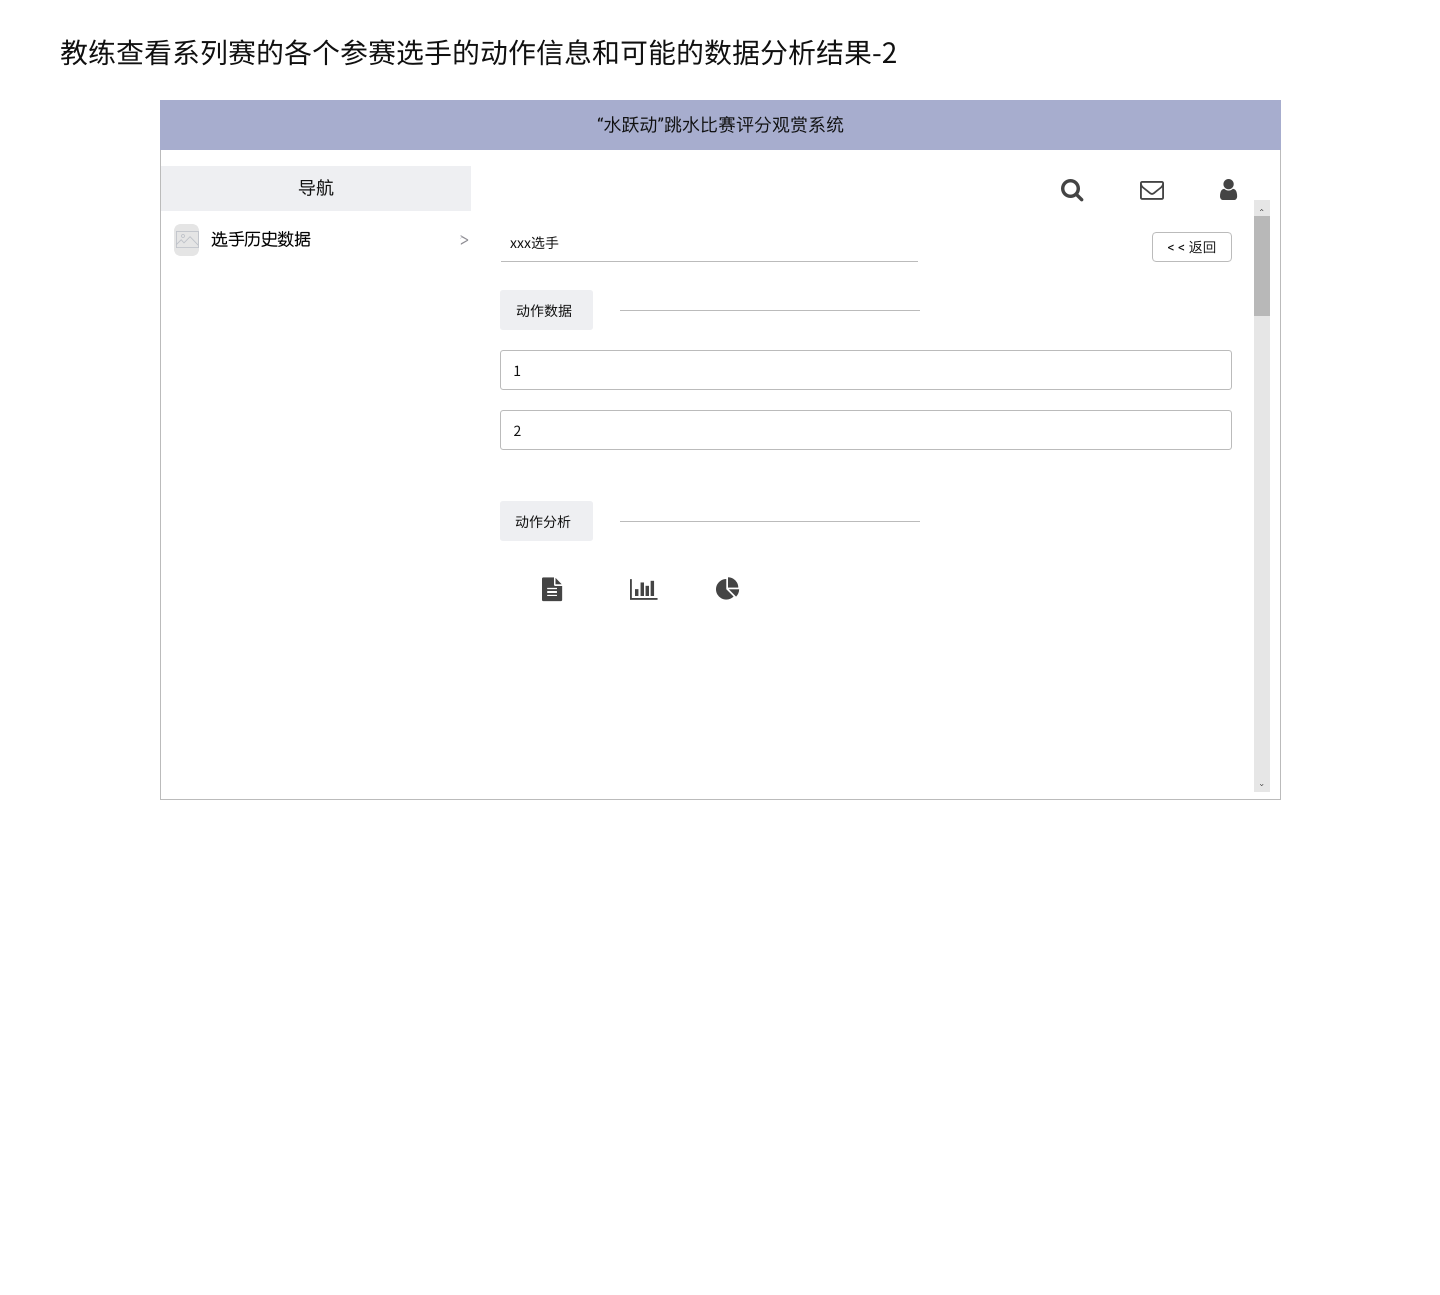 教练查看系列赛的各个参赛选手的动作信息和可能的数据分析结果-2
“水跃动”跳水比赛评分观赏系统
导航
选手历史数据 >
xxx选手
<< 返回
动作数据
1
2
动作分析